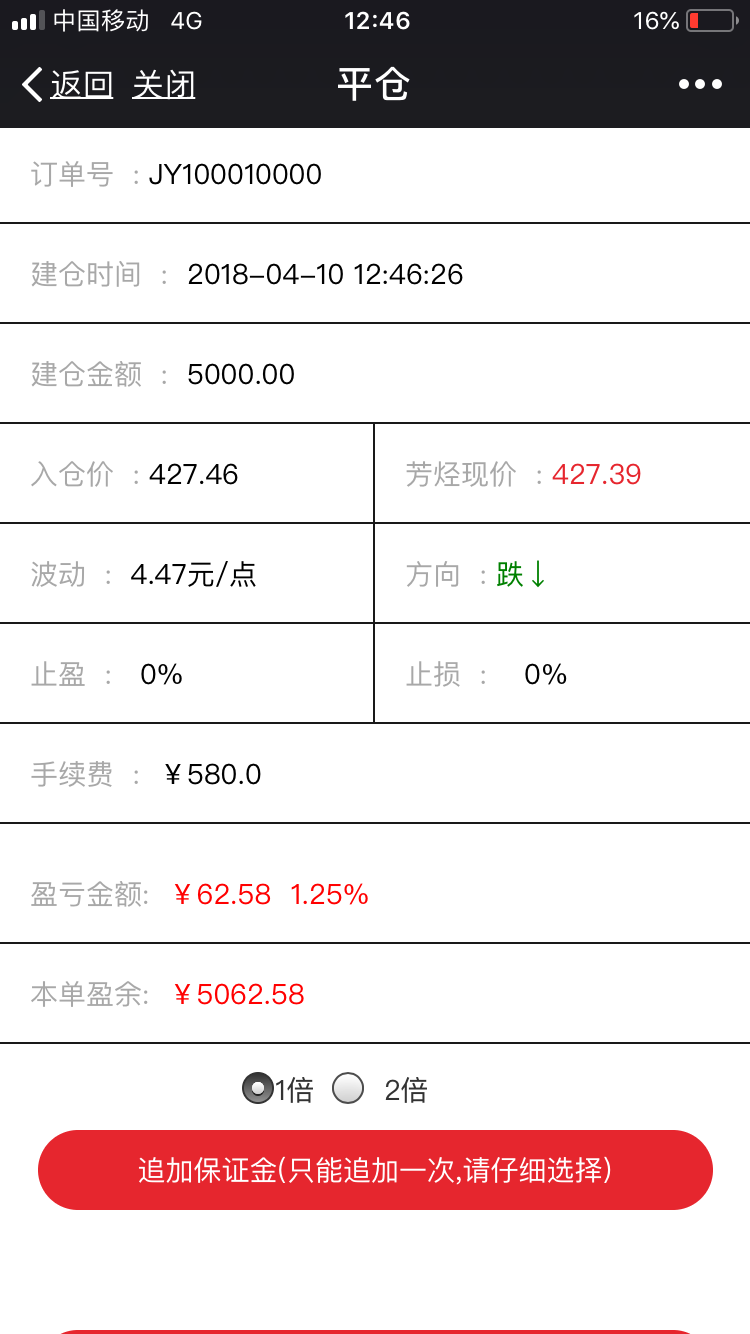 中国移动 4G 12:46 16%
返回 关闭 平仓
订单号 : JY100010000
建仓时间 : 2018-04-10 12:46:26
建仓金额 : 5000.00
入仓价 : 427.46 芳烃现价 : 427.39
波动 : 4.47元/点 方向 : 跌↓
止盈 : 0% 止损 : 0%
手续费 : ¥580.0
盈亏金额: ¥62.58 1.25%
本单盈余: ¥5062.58
1倍 2倍
追加保证金(只能追加一次,请仔细选择)